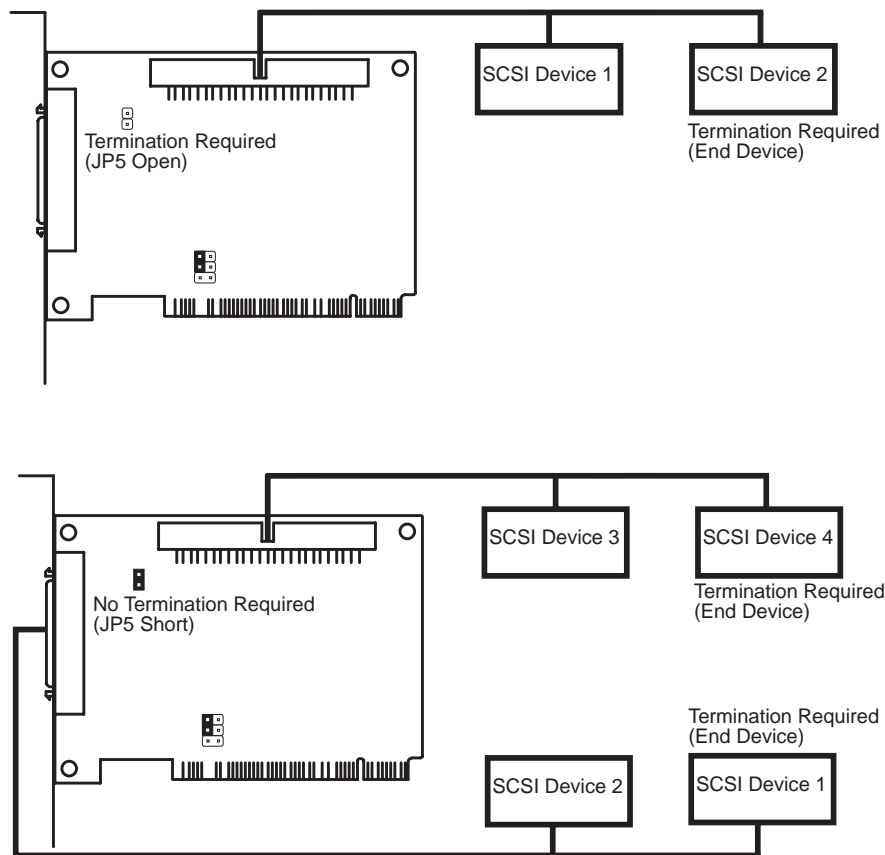 SCSI Device 1
SCSI Device 2
Termination Required
(End Device)
Termination Required
(JP5 Open)
SCSI Device 3
SCSI Device 4
Termination Required
(End Device)
No Termination Required
(JP5 Short)
Termination Required
(End Device)
SCSI Device 2
SCSI Device 1